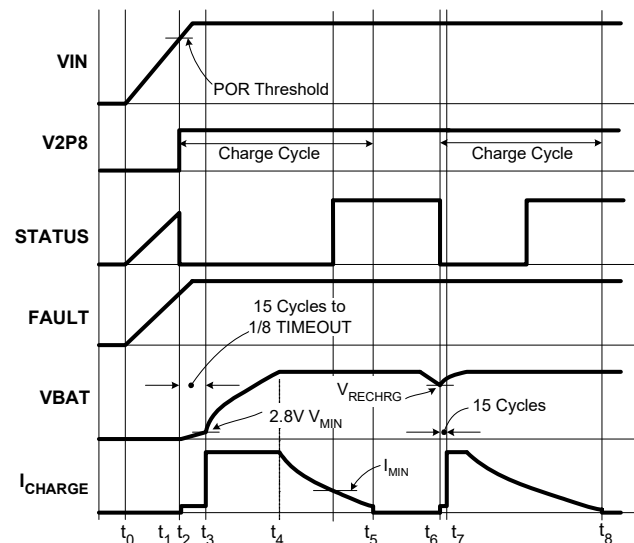 VIN
POR Threshold
V2P8
Charge Cycle
Charge Cycle
STATUS
FAULT
15 Cycles to
1/8 TIMEOUT
VBAT
VRECHRG
2.8V VMIN
15 Cycles
ICHARGE
IMIN
t0 t1 t2 t3 t4 t5 t6 t7 t8